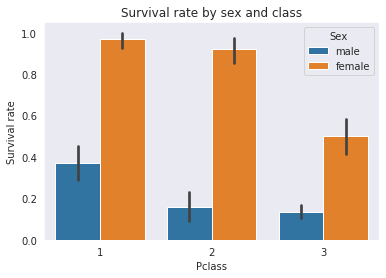 Survival rate by sex and class
Sex
male
female
Survival rate
1.0
0.8
0.6
0.4
0.2
0.0
1 2 3
Pclass